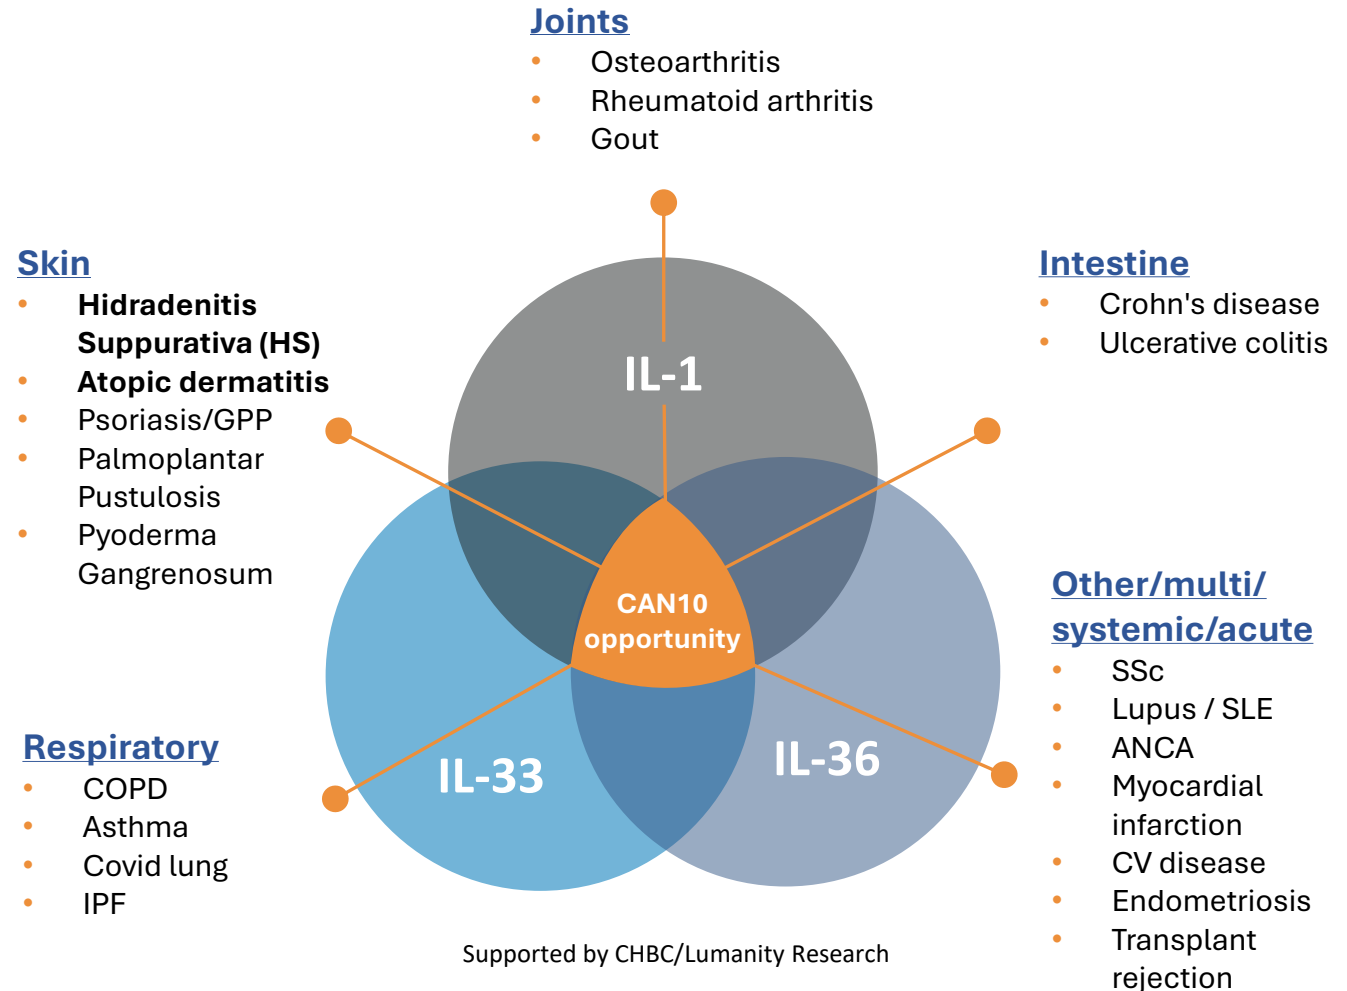 Joints
• Osteoarthritis
• Rheumatoid arthritis
• Gout
Skin
• Hidradenitis
Suppurativa (HS)
• Atopic dermatitis
• Psoriasis/GPP
• Palmoplantar
Pustulosis
• Pyoderma
Gangrenosum
Intestine
• Crohn's disease
• Ulcerative colitis
IL-1
CAN10
opportunity
IL-33
IL-36
Respiratory
• COPD
• Asthma
• Covid lung
• IPF
Other/multi/
systemic/acute
• SSc
• Lupus / SLE
• ANCA
• Myocardial
infarction
• CV disease
• Endometriosis
• Transplant
rejection
Supported by CHBC/Lumanity Research